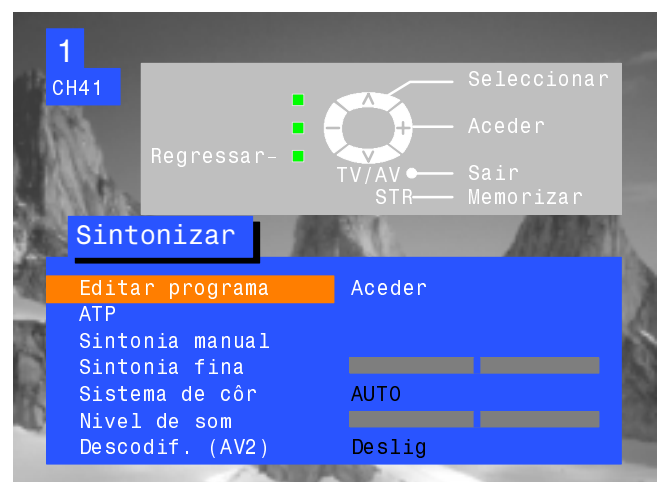 1
CH41
Seleccionar
Aceder
Regressar
TV/AV Sair
STR Memorizar
Sintonizar
Editar programa Aceder
ATP
Sintonia manual
Sintonia fina
Sistema de côr AUTO
Nivel de som
Descodif. (AV2) Deslig